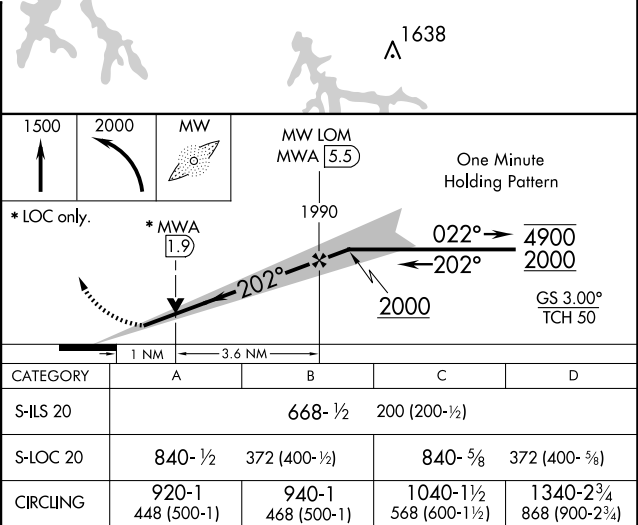 1638
1500 2000 MW
MW LOM
MWA 5.5
One Minute
Holding Pattern
* LOC only.
* MWA
1.9
1990
022° 4900
202° 2000
202°
2000
GS 3.00°
TCH 50
1 NM 3.6 NM
CATEGORY A B C D
S-ILS 20 668-½ 200 (200-½)
S-LOC 20 840-½ 372 (400-½) 840-⅝ 372 (400-⅝)
CIRCLING 920-1 940-1 1040-1½ 1340-2¾
448 (500-1) 468 (500-1) 568 (600-1½) 868 (900-2¾)